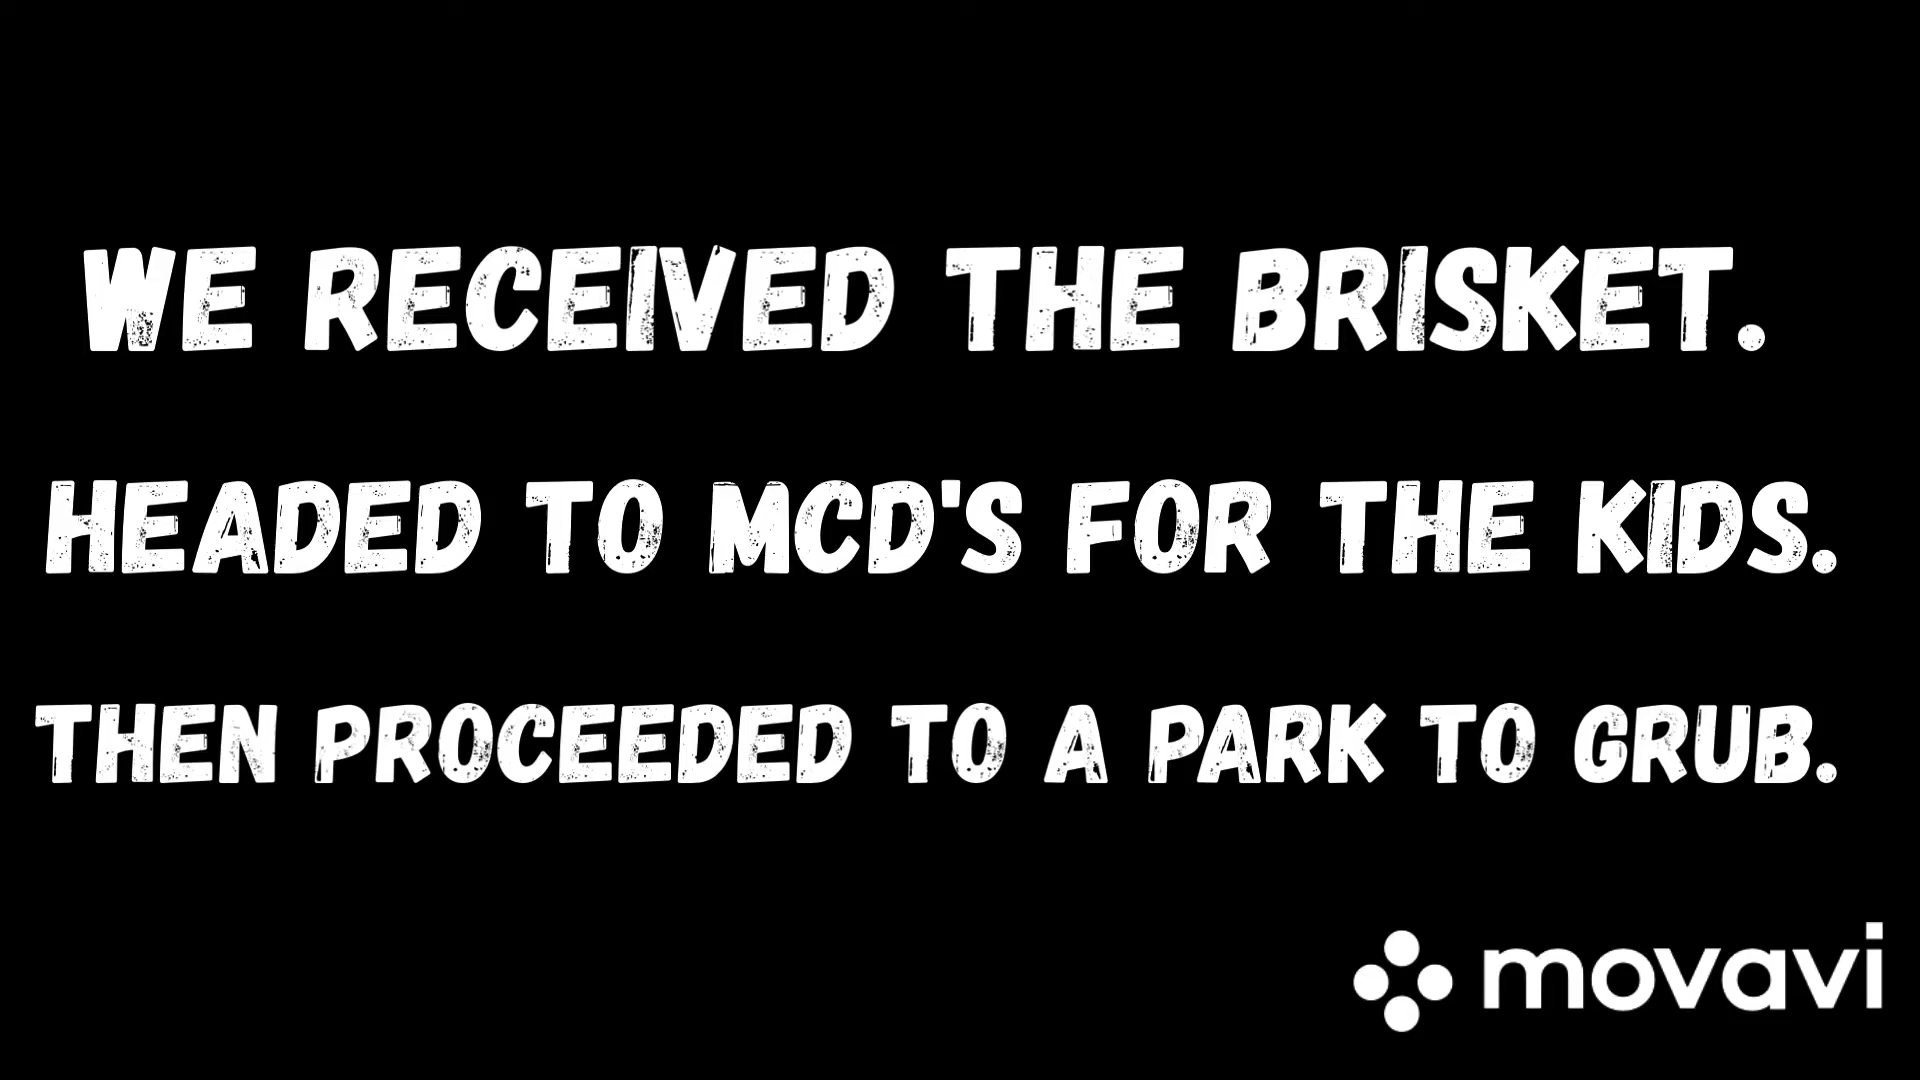 WE RECEIVED THE BRISKET.
HEADED TO MCD'S FOR THE KIDS.
THEN PROCEEDED TO A PARK TO GRUB.
movavi